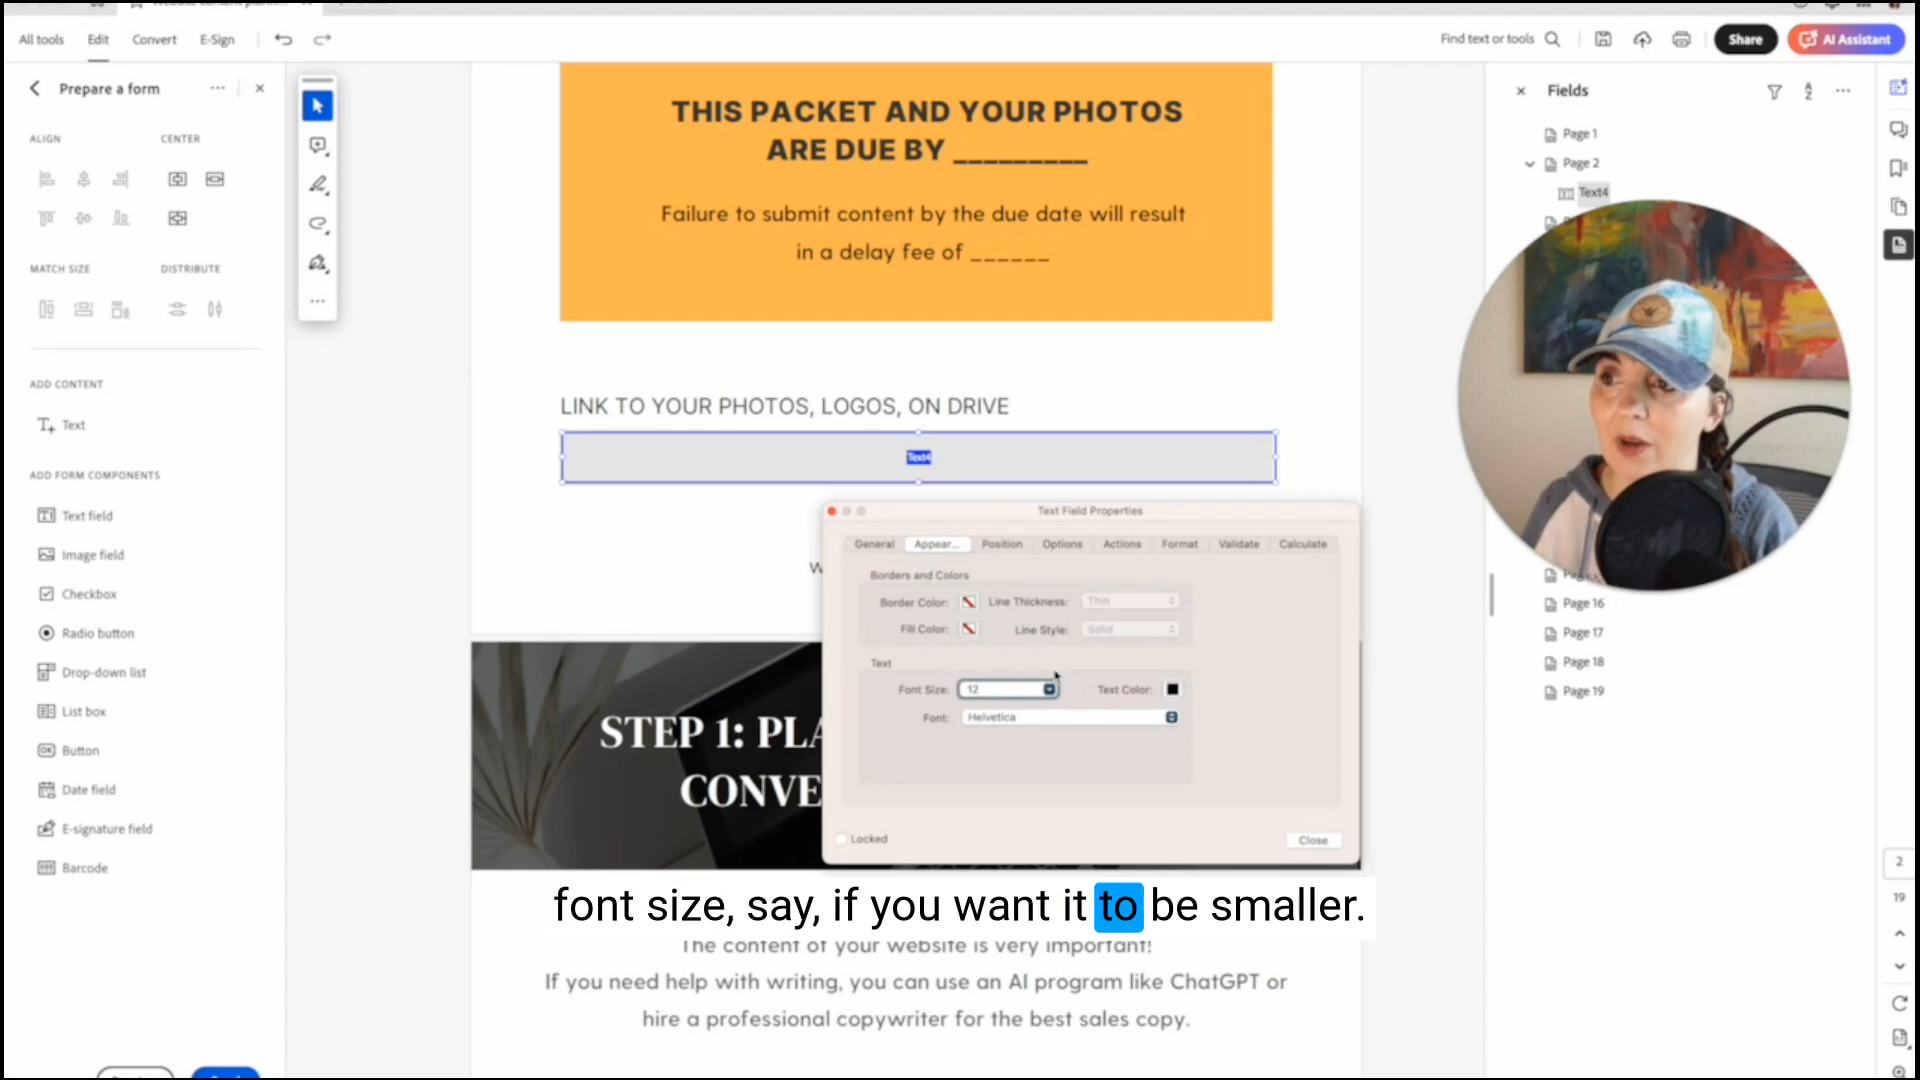 All tools
Edit
Convert
E-Sign
Find text or tools
Share
AI Assistant
Prepare a form
ALIGN
CENTER
MATCH SIZE
DISTRIBUTE
ADD CONTENT
Text
ADD FORM COMPONENTS
Text field
Image field
Checkbox
Radio button
Drop-down list
List box
Button
Date field
E-signature field
Barcode
THIS PACKET AND YOUR PHOTOS
ARE DUE BY _________
Failure to submit content by the due date will result
in a delay fee of ______
LINK TO YOUR PHOTOS, LOGOS, ON DRIVE
Text4
Text Field Properties
General
Appear...
Position
Options
Actions
Format
Validate
Calculate
Borders and Colors
Border Color:
Line Thickness:
Thin
Fill Color:
Line Style:
Solid
Text
Font Size:
12
Text Color:
Font:
Helvetica
Locked
Close
STEP 1: PLA
CONVE
font size, say, if you want it to be smaller.
The content of your website is very important!
If you need help with writing, you can use an AI program like ChatGPT or
hire a professional copywriter for the best sales copy.
Fields
Page 1
Page 2
Text4
Page 16
Page 17
Page 18
Page 19
2
19